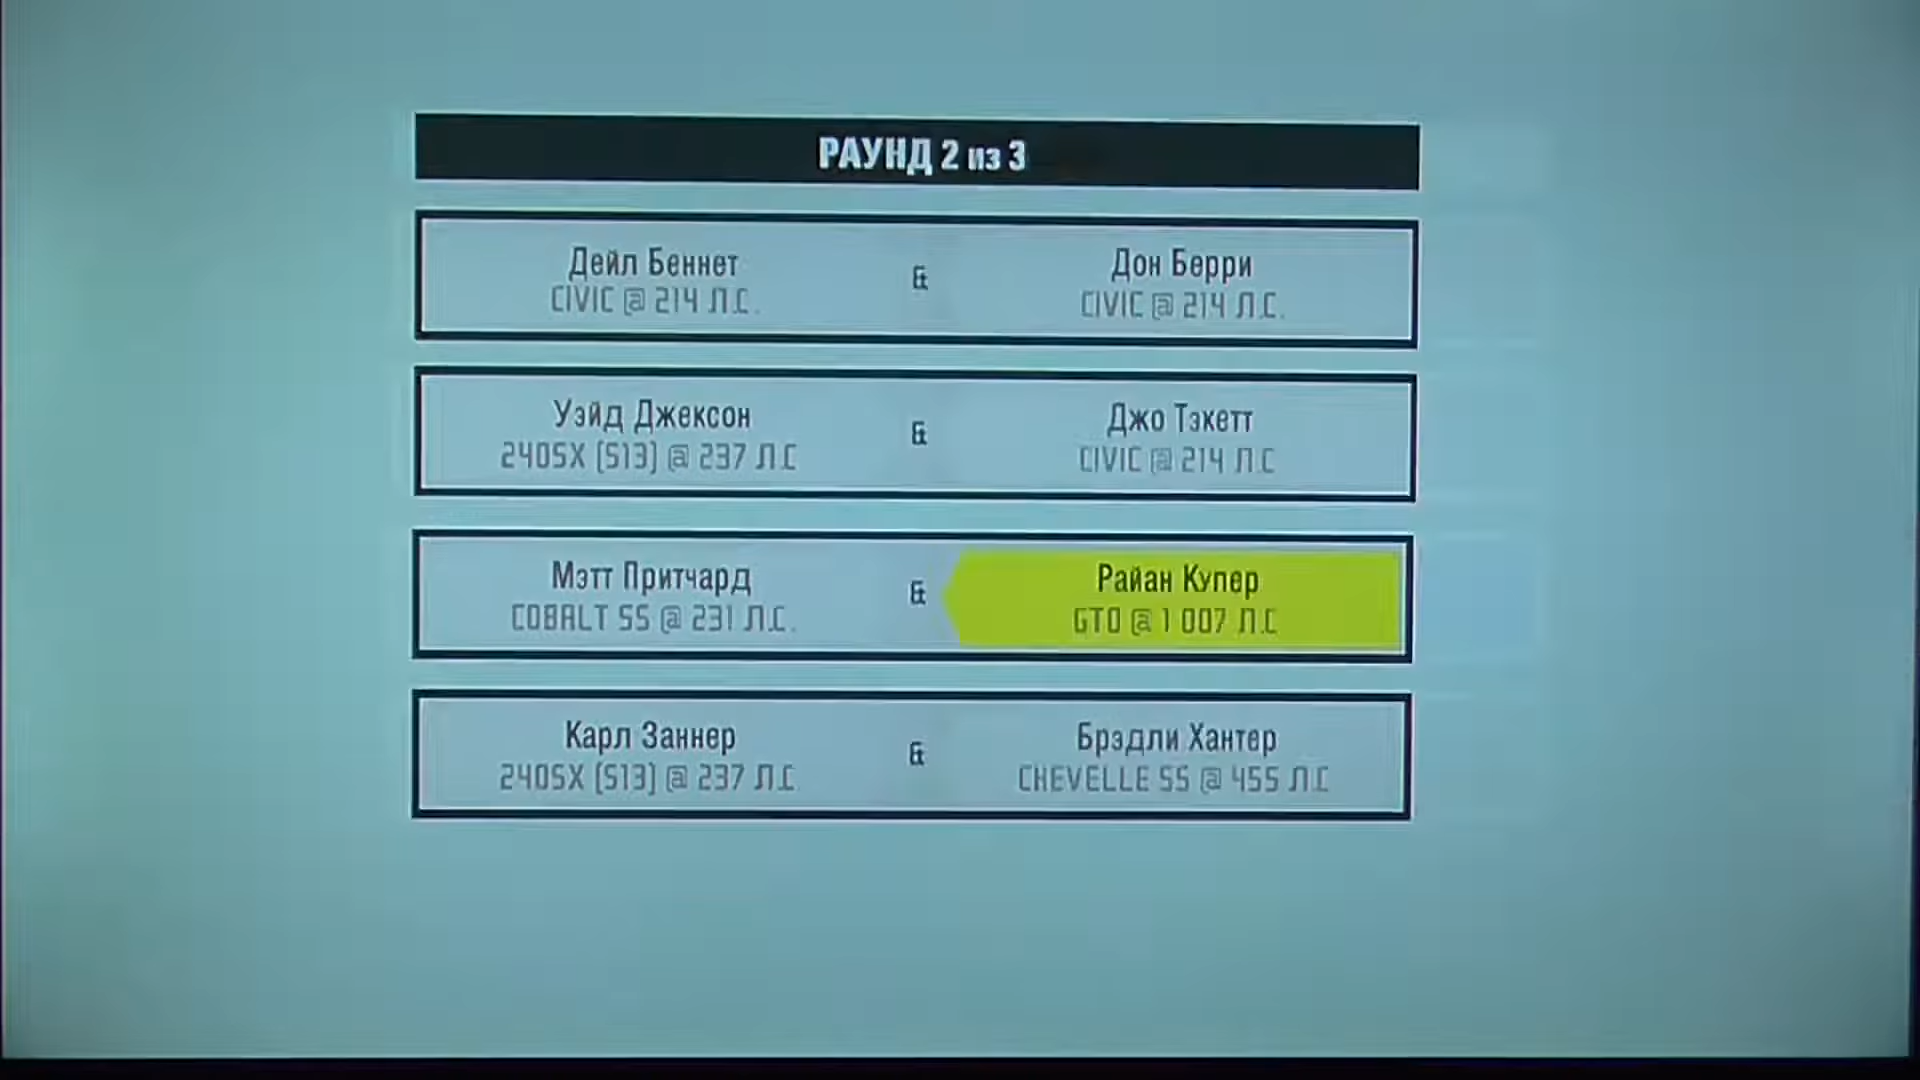 РАУНД 2 из 3
Дейл Беннет & Дон Берри
CIVIC @ 214 Л.С. CIVIC @ 214 Л.С.
Уэйд Джексон & Джо Тэкетт
240SX (S13) @ 237 Л.С CIVIC @ 214 Л.С
Мэтт Притчард & Райан Купер
COBALT SS @ 231 Л.С. GTO @ 1 007 Л.С
Карл Заннер & Брэдли Хантер
240SX (S13) @ 237 Л.С. CHEVELLE SS @ 455 Л.С